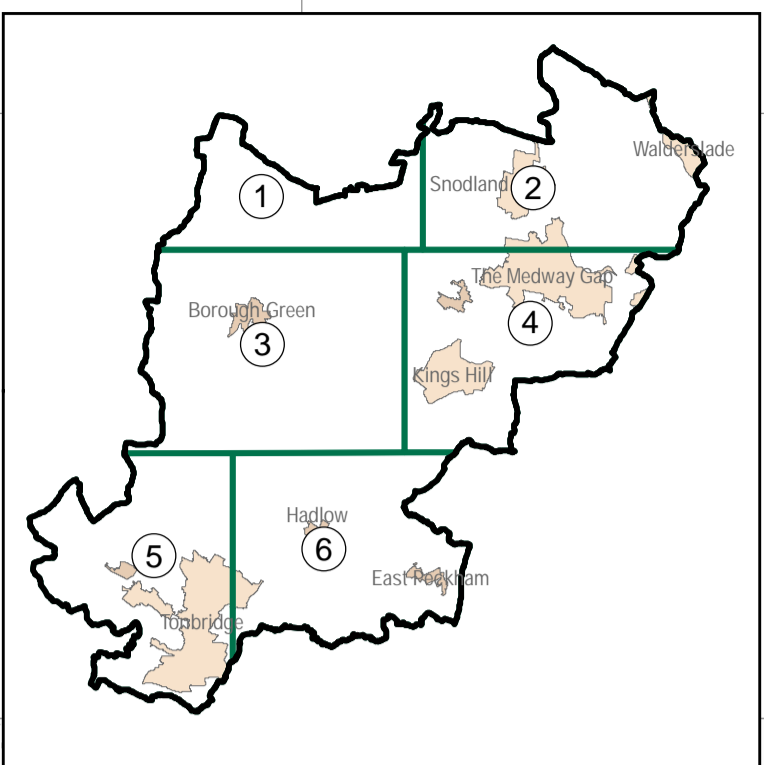 Walderslade
Snodland
1
2
The Medway Gap
Borough Green
3
4
Kings Hill
Hadlow
5
6
East Peckham
Tonbridge